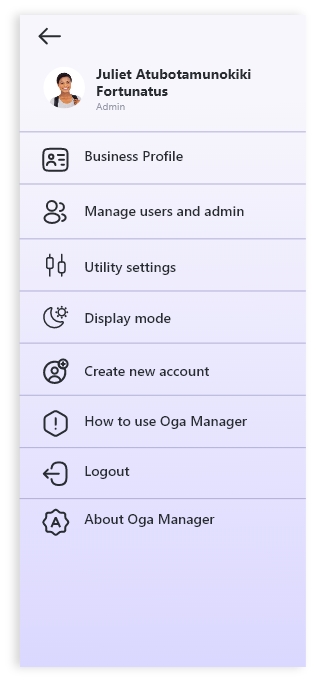 Juliet Atubotamunokiki
Fortunatus
Admin
Business Profile
Manage users and admin
Utility settings
Display mode
Create new account
How to use Oga Manager
Logout
A
About Oga Manager